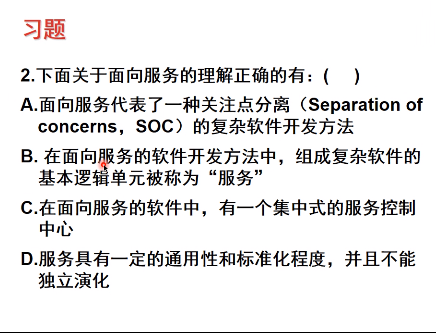 习题
2.下面关于面向服务的理解正确的有：(    )
A.面向服务代表了一种关注点分离（Separation of
concerns，SOC）的复杂软件开发方法
B. 在面向服务的软件开发方法中，组成复杂软件的
基本逻辑单元被称为“服务”
C.在面向服务的软件中，有一个集中式的服务控制
中心
D.服务具有一定的通用性和标准化程度，并且不能
独立演化